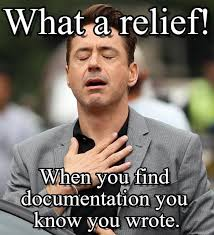 What a relief!
When you find
documentation you
know you wrote.